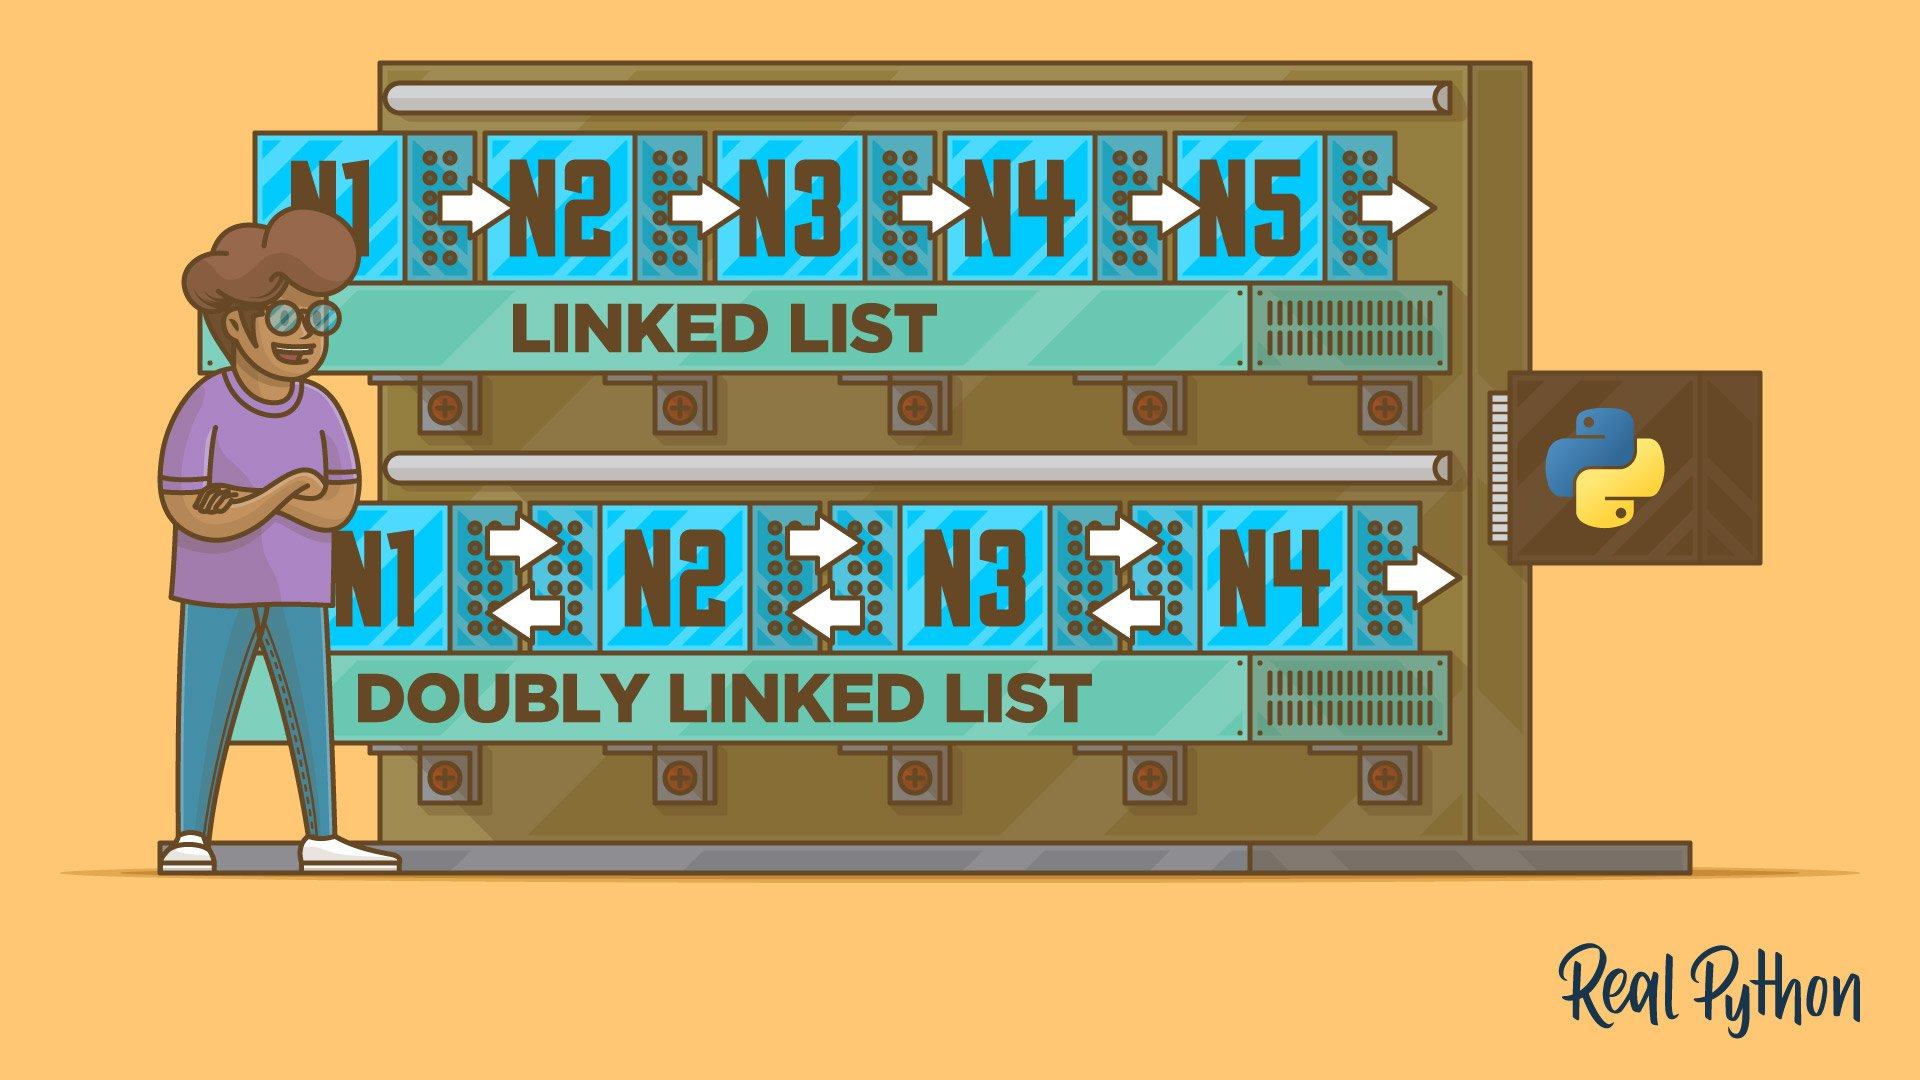 N1 N2 N3 N4 N5
LINKED LIST
N1 N2 N3 N4
DOUBLY LINKED LIST
Real Python